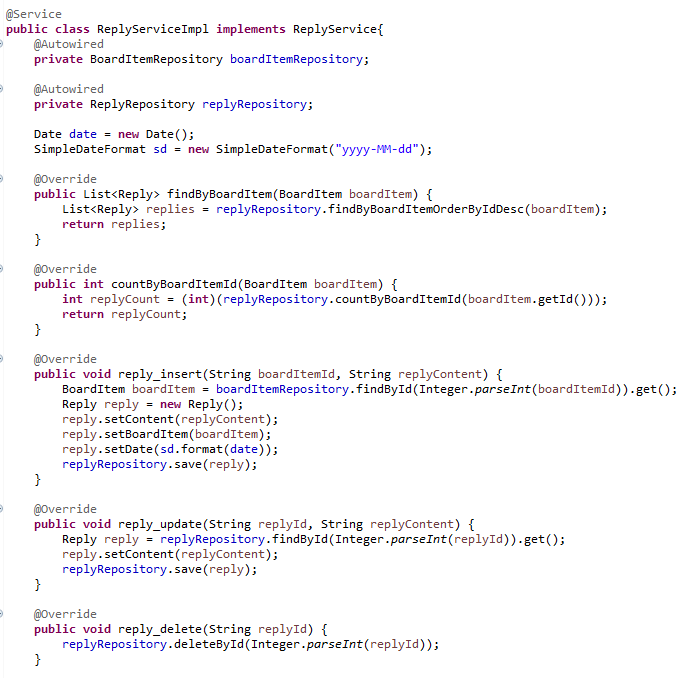 @Service
public class ReplyServiceImpl implements ReplyService{
    @Autowired
    private BoardItemRepository boardItemRepository;

    @Autowired
    private ReplyRepository replyRepository;

    Date date = new Date();
    SimpleDateFormat sd = new SimpleDateFormat("yyyy-MM-dd");

    @Override
    public List<Reply> findByBoardItem(BoardItem boardItem) {
        List<Reply> replies = replyRepository.findByBoardItemOrderByIdDesc(boardItem);
        return replies;
    }

    @Override
    public int countByBoardItemId(BoardItem boardItem) {
        int replyCount = (int)(replyRepository.countByBoardItemId(boardItem.getId()));
        return replyCount;
    }

    @Override
    public void reply_insert(String boardItemId, String replyContent) {
        BoardItem boardItem = boardItemRepository.findById(Integer.parseInt(boardItemId)).get();
        Reply reply = new Reply();
        reply.setContent(replyContent);
        reply.setBoardItem(boardItem);
        reply.setDate(sd.format(date));
        replyRepository.save(reply);
    }

    @Override
    public void reply_update(String replyId, String replyContent) {
        Reply reply = replyRepository.findById(Integer.parseInt(replyId)).get();
        reply.setContent(replyContent);
        replyRepository.save(reply);
    }

    @Override
    public void reply_delete(String replyId) {
        replyRepository.deleteById(Integer.parseInt(replyId));
    }